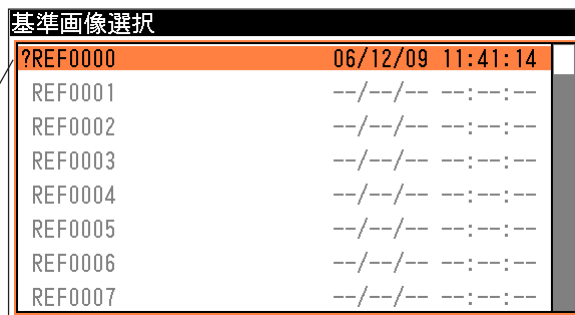 基準画像選択
?REF0000 06/12/09 11:41:14
REF0001 --/--/-- --:--:--
REF0002 --/--/-- --:--:--
REF0003 --/--/-- --:--:--
REF0004 --/--/-- --:--:--
REF0005 --/--/-- --:--:--
REF0006 --/--/-- --:--:--
REF0007 --/--/-- --:--:--